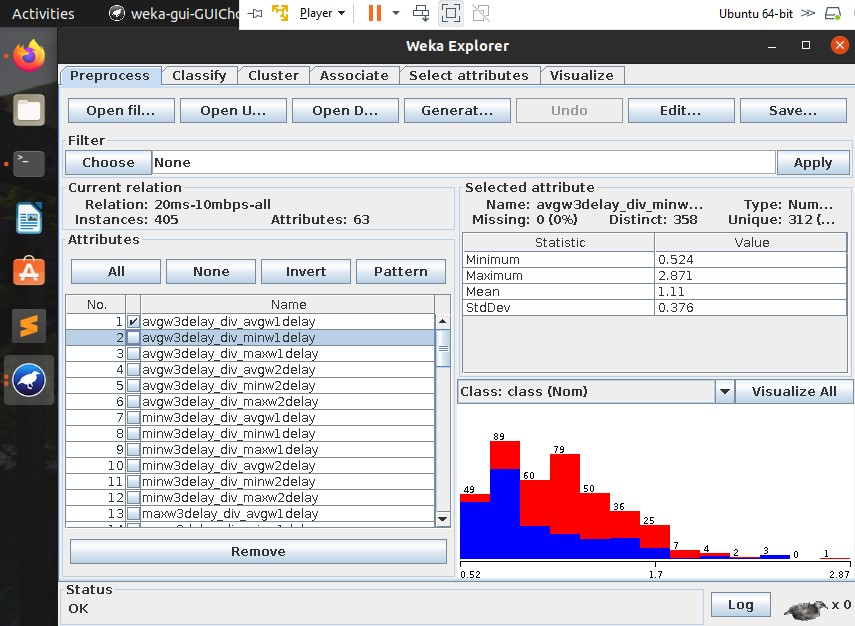 Activities weka-gui-GUICho Player Ubuntu 64-bit
Weka Explorer
Preprocess Classify Cluster Associate Select attributes Visualize
Open fil... Open U... Open D... Generat... Undo Edit... Save...
Filter
Choose None Apply
Current relation
Relation: 20ms-10mbps-all
Instances: 405 Attributes: 63
Attributes
All None Invert Pattern
No. Name
1 avgw3delay_div_avgw1delay
2 avgw3delay_div_minw1delay
3 avgw3delay_div_maxw1delay
4 avgw3delay_div_avgw2delay
5 avgw3delay_div_minw2delay
6 avgw3delay_div_maxw2delay
7 minw3delay_div_avgw1delay
8 minw3delay_div_minw1delay
9 minw3delay_div_maxw1delay
10 minw3delay_div_avgw2delay
11 minw3delay_div_minw2delay
12 minw3delay_div_maxw2delay
13 maxw3delay_div_avgw1delay
Remove
Selected attribute
Name: avgw3delay_div_minw... Type: Num...
Missing: 0 (0%) Distinct: 358 Unique: 312 (...
Statistic Value
Minimum 0.524
Maximum 2.871
Mean 1.11
StdDev 0.376
Class: class (Nom) Visualize All
49 89 60 79 50 36 25 7 4 2 3 0 1
0.52 1.7 2.87
Status
OK
Log x 0